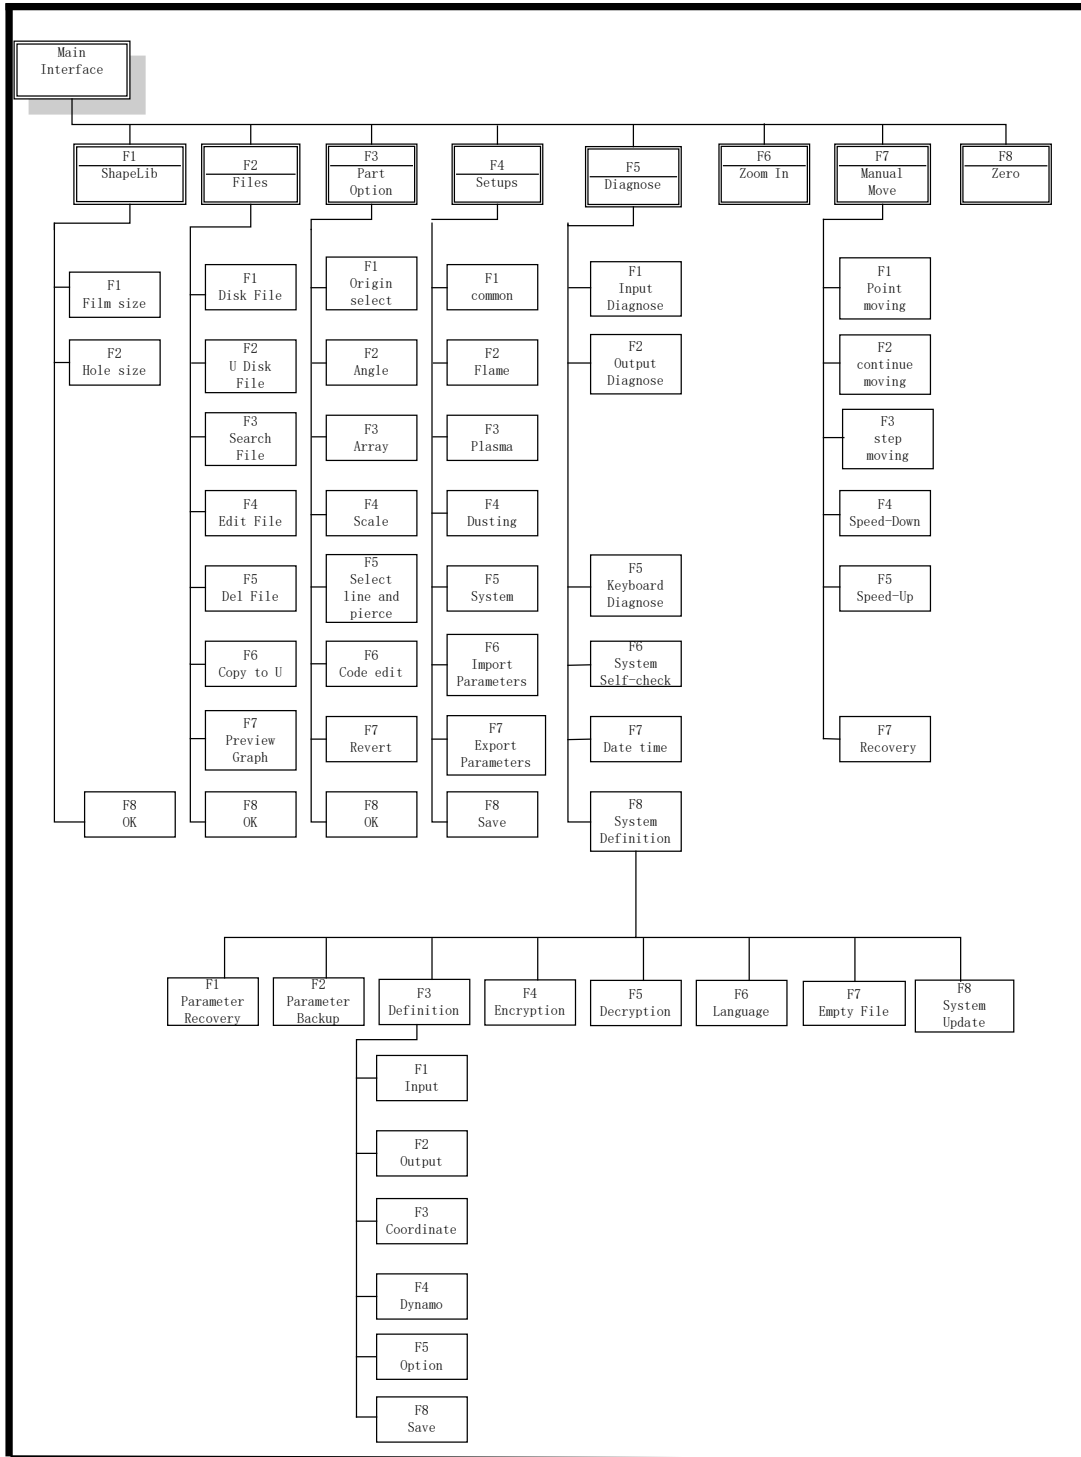 Main
Interface
F1
ShapeLib
F2
Files
F3
Part
Option
F4
Setups
F5
Diagnose
F6
Zoom In
F7
Manual
Move
F8
Zero
F1
Film size
F2
Hole size
F8
OK
F1
Disk File
F2
U Disk
File
F3
Search
File
F4
Edit File
F5
Del File
F6
Copy to U
F7
Preview
Graph
F8
OK
F1
Origin
select
F2
Angle
F3
Array
F4
Scale
F5
Select
line and
pierce
F6
Code edit
F7
Revert
F8
OK
F1
common
F2
Flame
F3
Plasma
F4
Dusting
F5
System
F6
Import
Parameters
F7
Export
Parameters
F8
Save
F1
Input
Diagnose
F2
Output
Diagnose
F5
Keyboard
Diagnose
F6
System
Self-check
F7
Date time
F8
System
Definition
F1
Point
moving
F2
continue
moving
F3
step
moving
F4
Speed-Down
F5
Speed-Up
F7
Recovery
F1
Parameter
Recovery
F2
Parameter
Backup
F3
Definition
F4
Encryption
F5
Decryption
F6
Language
F7
Empty File
F8
System
Update
F1
Input
F2
Output
F3
Coordinate
F4
Dynamo
F5
Option
F8
Save